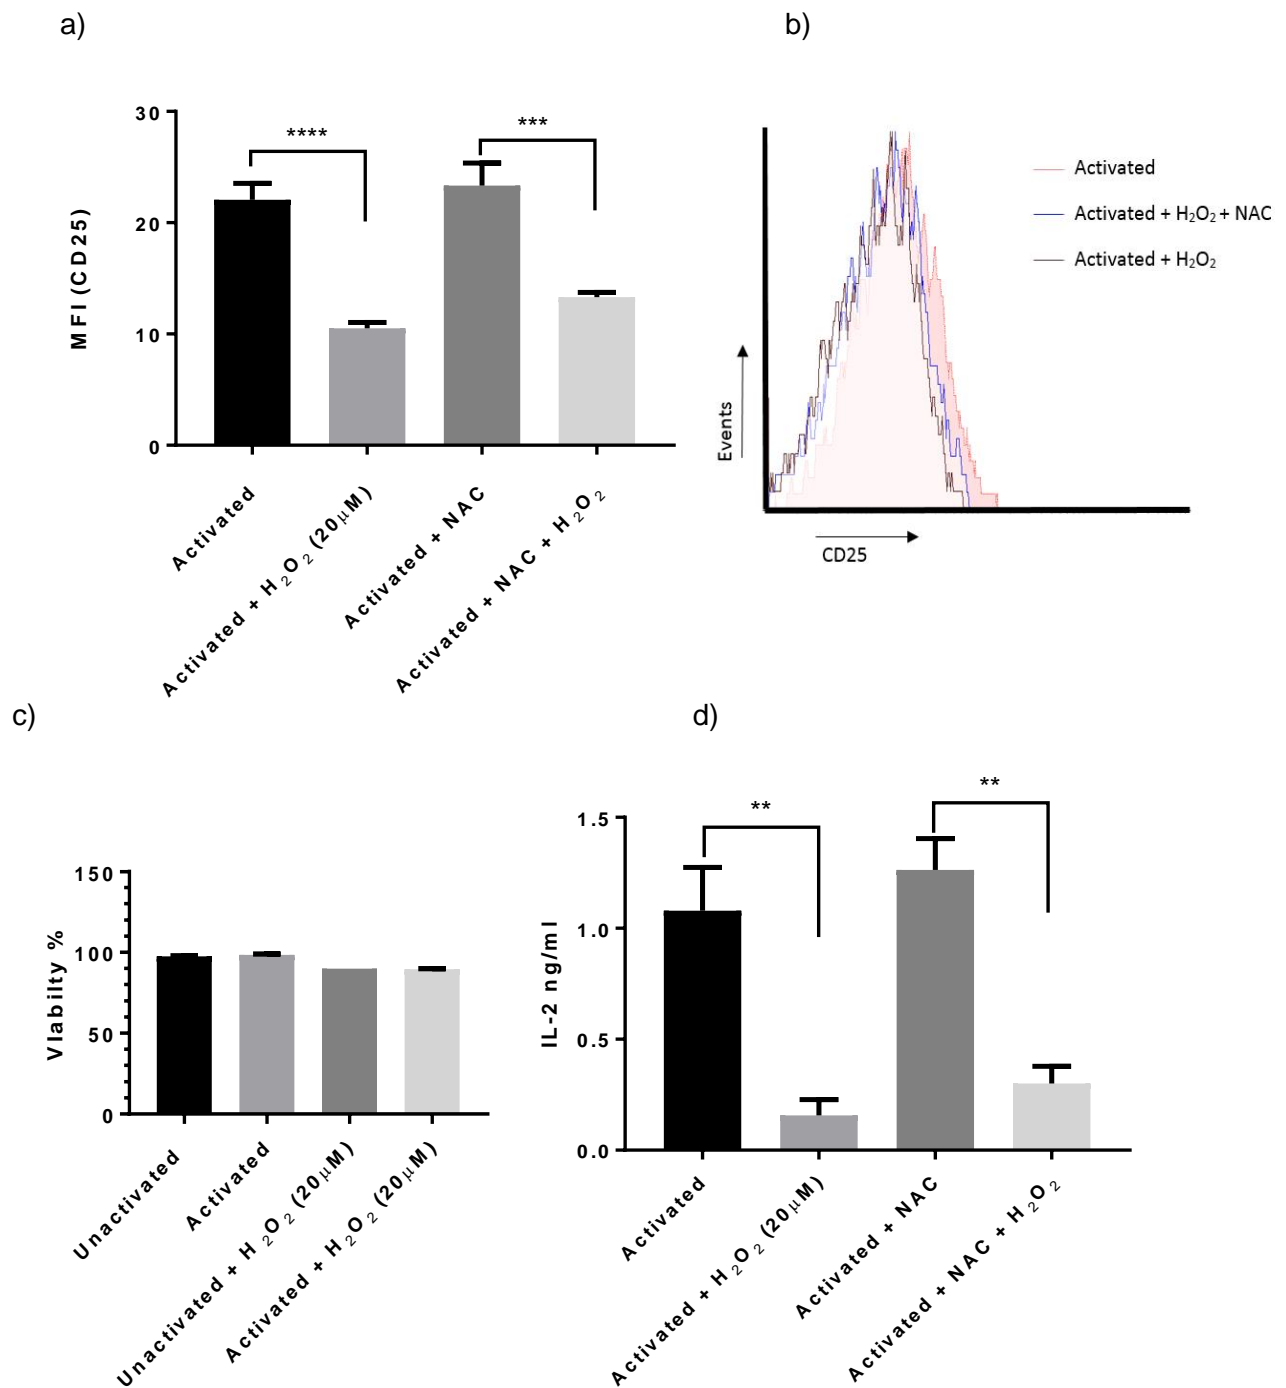 a)
30
20
10
0
MFI (CD25)
****
***
Activated
Activated + H₂O₂ (20μM)
Activated + NAC
Activated + NAC + H₂O₂
b)
Activated
Activated + H₂O₂ + NAC
Activated + H₂O₂
Events
CD25
c)
150
100
50
0
VIabilty %
Unactivated
Activated
Unactivated + H₂O₂ (20μM)
Activated + H₂O₂ (20μM)
d)
1.5
1.0
0.5
0.0
IL-2 ng/ml
**
**
Activated
Activated + H₂O₂ (20μM)
Activated + NAC
Activated + NAC + H₂O₂